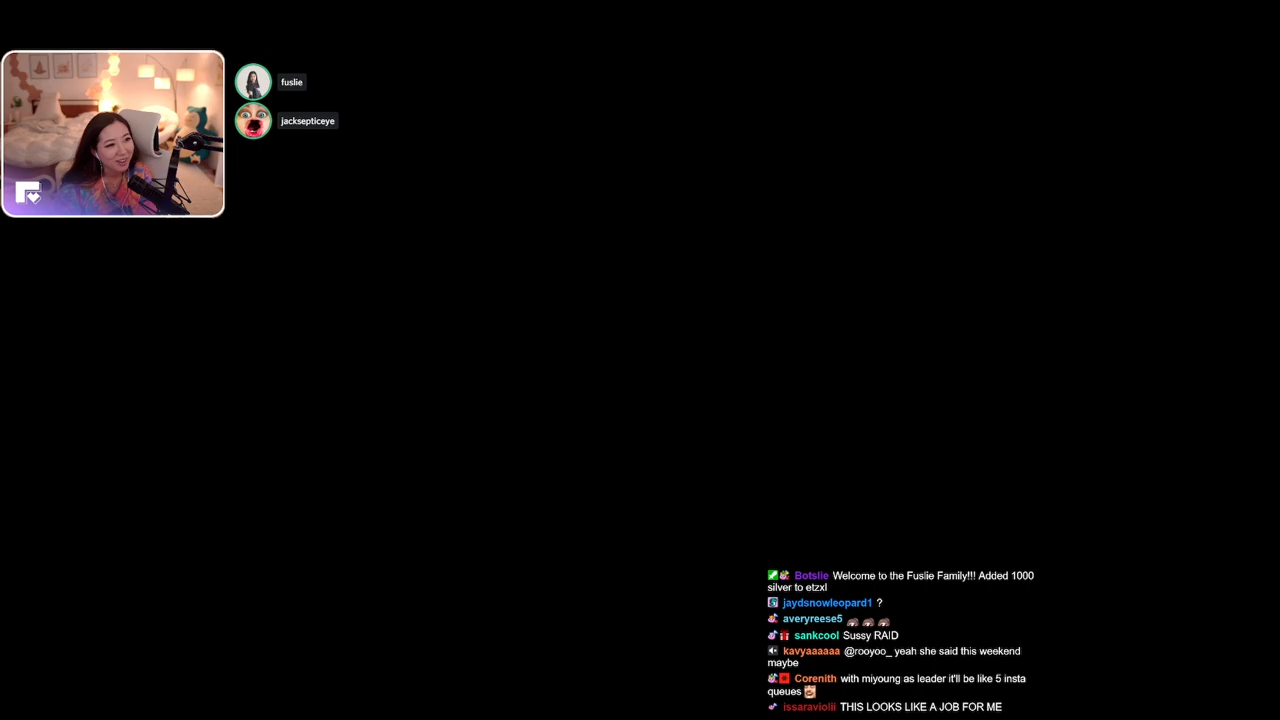 fuslie
jacksepticeye
Botslie Welcome to the Fuslie Family!!! Added 1000
silver to etzxl
jaydsnowleopard1 ?
averyreese5
sankcool Sussy RAID
kavyaaaaaa @rooyoo_ yeah she said this weekend
maybe
Corenith with miyoung as leader it'll be like 5 insta
queues
issaraviolii THIS LOOKS LIKE A JOB FOR ME